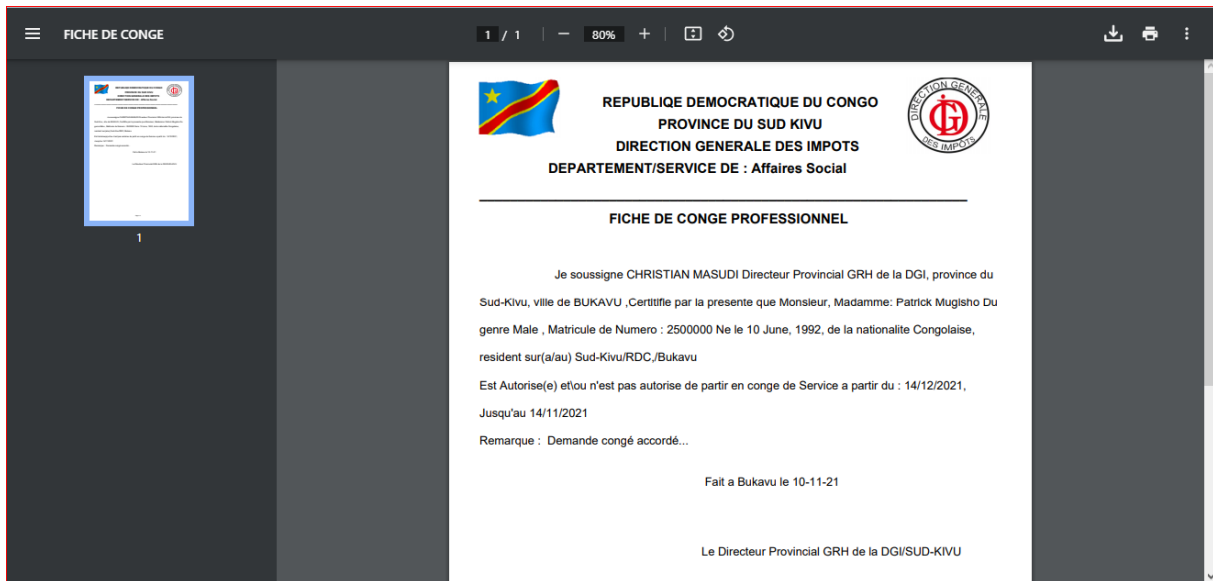 FICHE DE CONGE
1 / 1
80%
1
REPUBLIQE DEMOCRATIQUE DU CONGO
PROVINCE DU SUD KIVU
DIRECTION GENERALE DES IMPOTS
DEPARTEMENT/SERVICE DE : Affaires Social
DIRECTION GENERALE
DGI
DES IMPOTS
FICHE DE CONGE PROFESSIONNEL
Je soussigne CHRISTIAN MASUDI Directeur Provincial GRH de la DGI, province du
Sud-Kivu, ville de BUKAVU ,Certitifie par la presente que Monsieur, Madamme: Patrick Mugisho Du
genre Male , Matricule de Numero : 2500000 Ne le 10 June, 1992, de la nationalite Congolaise,
resident sur(a/au) Sud-Kivu/RDC,/Bukavu
Est Autorise(e) et\ou n'est pas autorise de partir en conge de Service a partir du : 14/12/2021,
Jusqu'au 14/11/2021
Remarque : Demande congé accordé...
Fait a Bukavu le 10-11-21
Le Directeur Provincial GRH de la DGI/SUD-KIVU